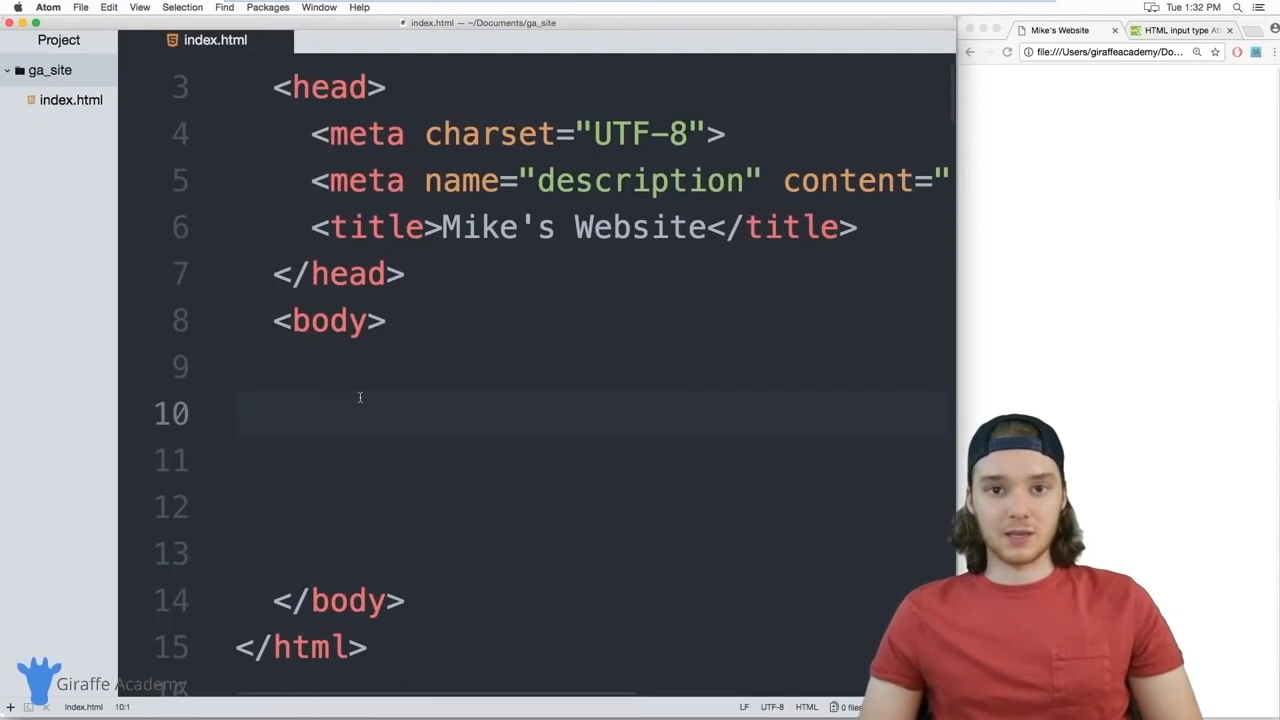 Atom File Edit View Selection Find Packages Window Help
Tue 1:32 PM
index.html — ~/Documents/ga_site
Project
index.html
Mike's Website
HTML input type
file:///Users/giraffeacademy/Do...
ga_site
index.html
3 <head>
4 <meta charset="UTF-8">
5 <meta name="description" content="
6 <title>Mike's Website</title>
7 </head>
8 <body>
9
10
11
12
13
14 </body>
15 </html>
Giraffe Academy
index.html 10:1
LF UTF-8 HTML 0 files